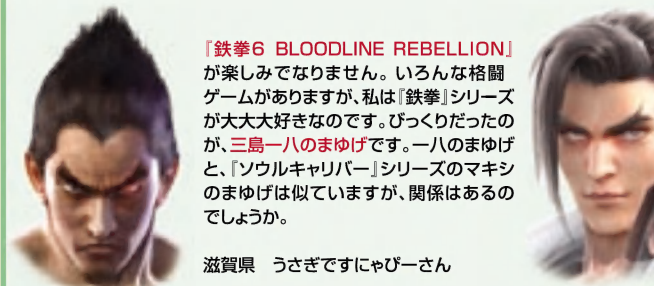 『鉄拳6 BLOODLINE REBELLION』
が楽しみでなりません。いろんな格闘
ゲームがありますが、私は『鉄拳』シリーズ
が大大大好きなのです。びっくりだったの
が、三島一八のまゆげです。一八のまゆげ
と、『ソウルキャリバー』シリーズのマキシ
のまゆげは似ていますが、関係はあるの
でしょうか。
滋賀県　うさぎですにゃぴーさん